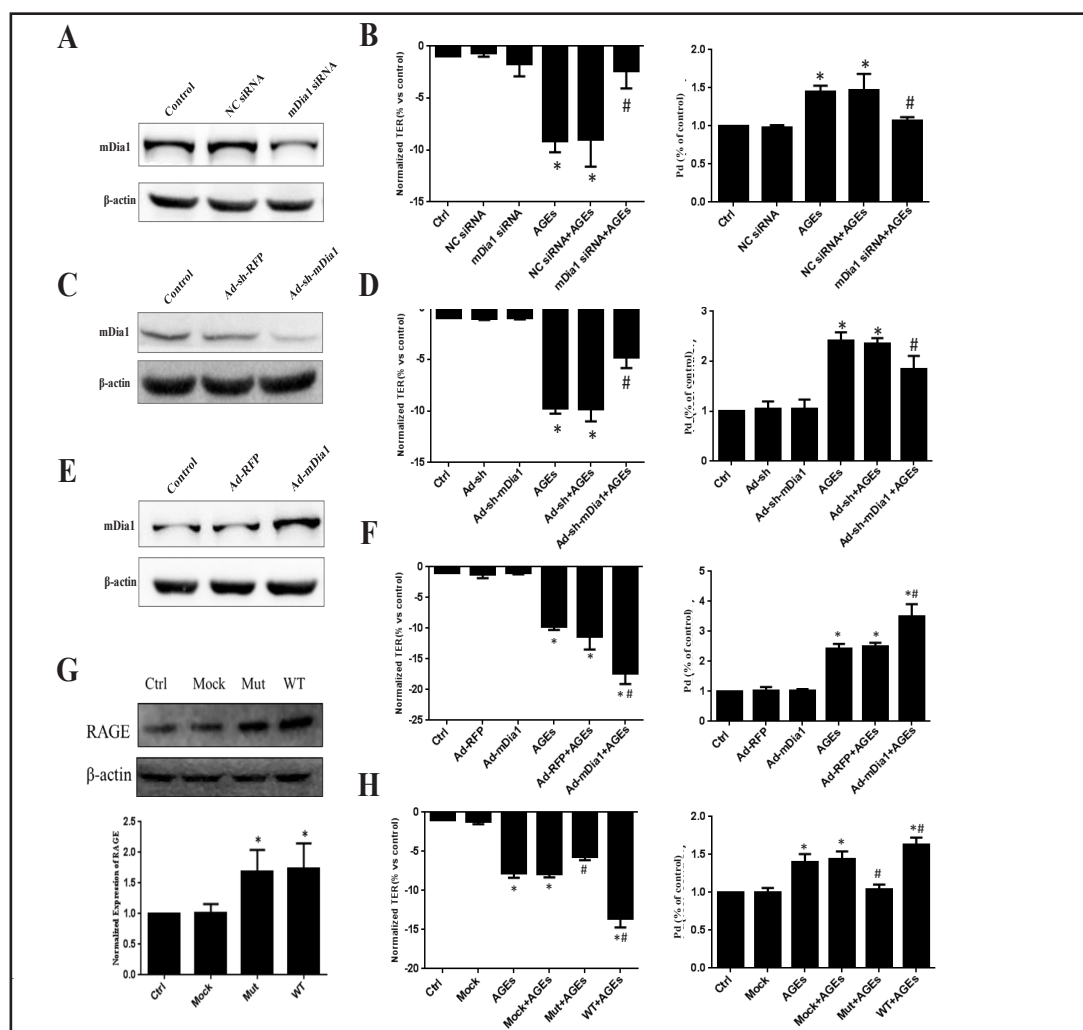 A
Control
NC siRNA
mDia1 siRNA
mDia1
β-actin
B
Normalized TER(% vs control)
0
-5
-10
-15
#
*
*
Ctrl
NC siRNA
mDia1 siRNA
AGEs
NC siRNA+AGEs
mDia1 siRNA+AGEs
Pd (% of control)
2.0
1.5
1.0
0.5
0.0
*
*
#
Ctrl
NC siRNA
AGEs
NC siRNA+AGEs
mDia1 siRNA+AGEs
C
Control
Ad-sh-RFP
Ad-sh-mDia1
mDia1
β-actin
D
Normalized TER(% vs control)
0
-5
-10
-15
*
*
#
Ctrl
Ad-sh
Ad-sh-mDia1
AGEs
Ad-sh+AGEs
Ad-sh-mDia1+AGEs
Pd (% of control)
3
2
1
0
*
*
#
Ctrl
Ad-sh
Ad-sh-mDia1
AGEs
Ad-sh+AGEs
Ad-sh-mDia1 +AGEs
E
Control
Ad-RFP
Ad-mDia1
mDia1
β-actin
F
Normalized TER(% vs control)
0
-5
-10
-15
-20
-25
*
*
*#
Ctrl
Ad-RFP
Ad-mDia1
AGEs
Ad-RFP+AGEs
Ad-mDia1+AGEs
Pd (% of control)
5
4
3
2
1
0
*
*
*#
Ctrl
Ad-RFP
Ad-mDia1
AGEs
Ad-RFP+AGEs
Ad-mDia1+AGEs
G
Ctrl Mock Mut WT
RAGE
β-actin
Normalized Expression of RAGE
2.5
2.0
1.5
1.0
0.5
0.0
*
*
Ctrl
Mock
Mut
WT
H
Normalized TER(% vs control)
0
-5
-10
-15
-20
*
*
#
*#
Ctrl
Mock
AGEs
Mock+AGEs
Mut+AGEs
WT+AGEs
Pd (% of control)
2.0
1.5
1.0
0.5
0.0
*
*
#
*#
Ctrl
Mock
AGEs
Mock+AGEs
Mut+AGEs
WT+AGEs